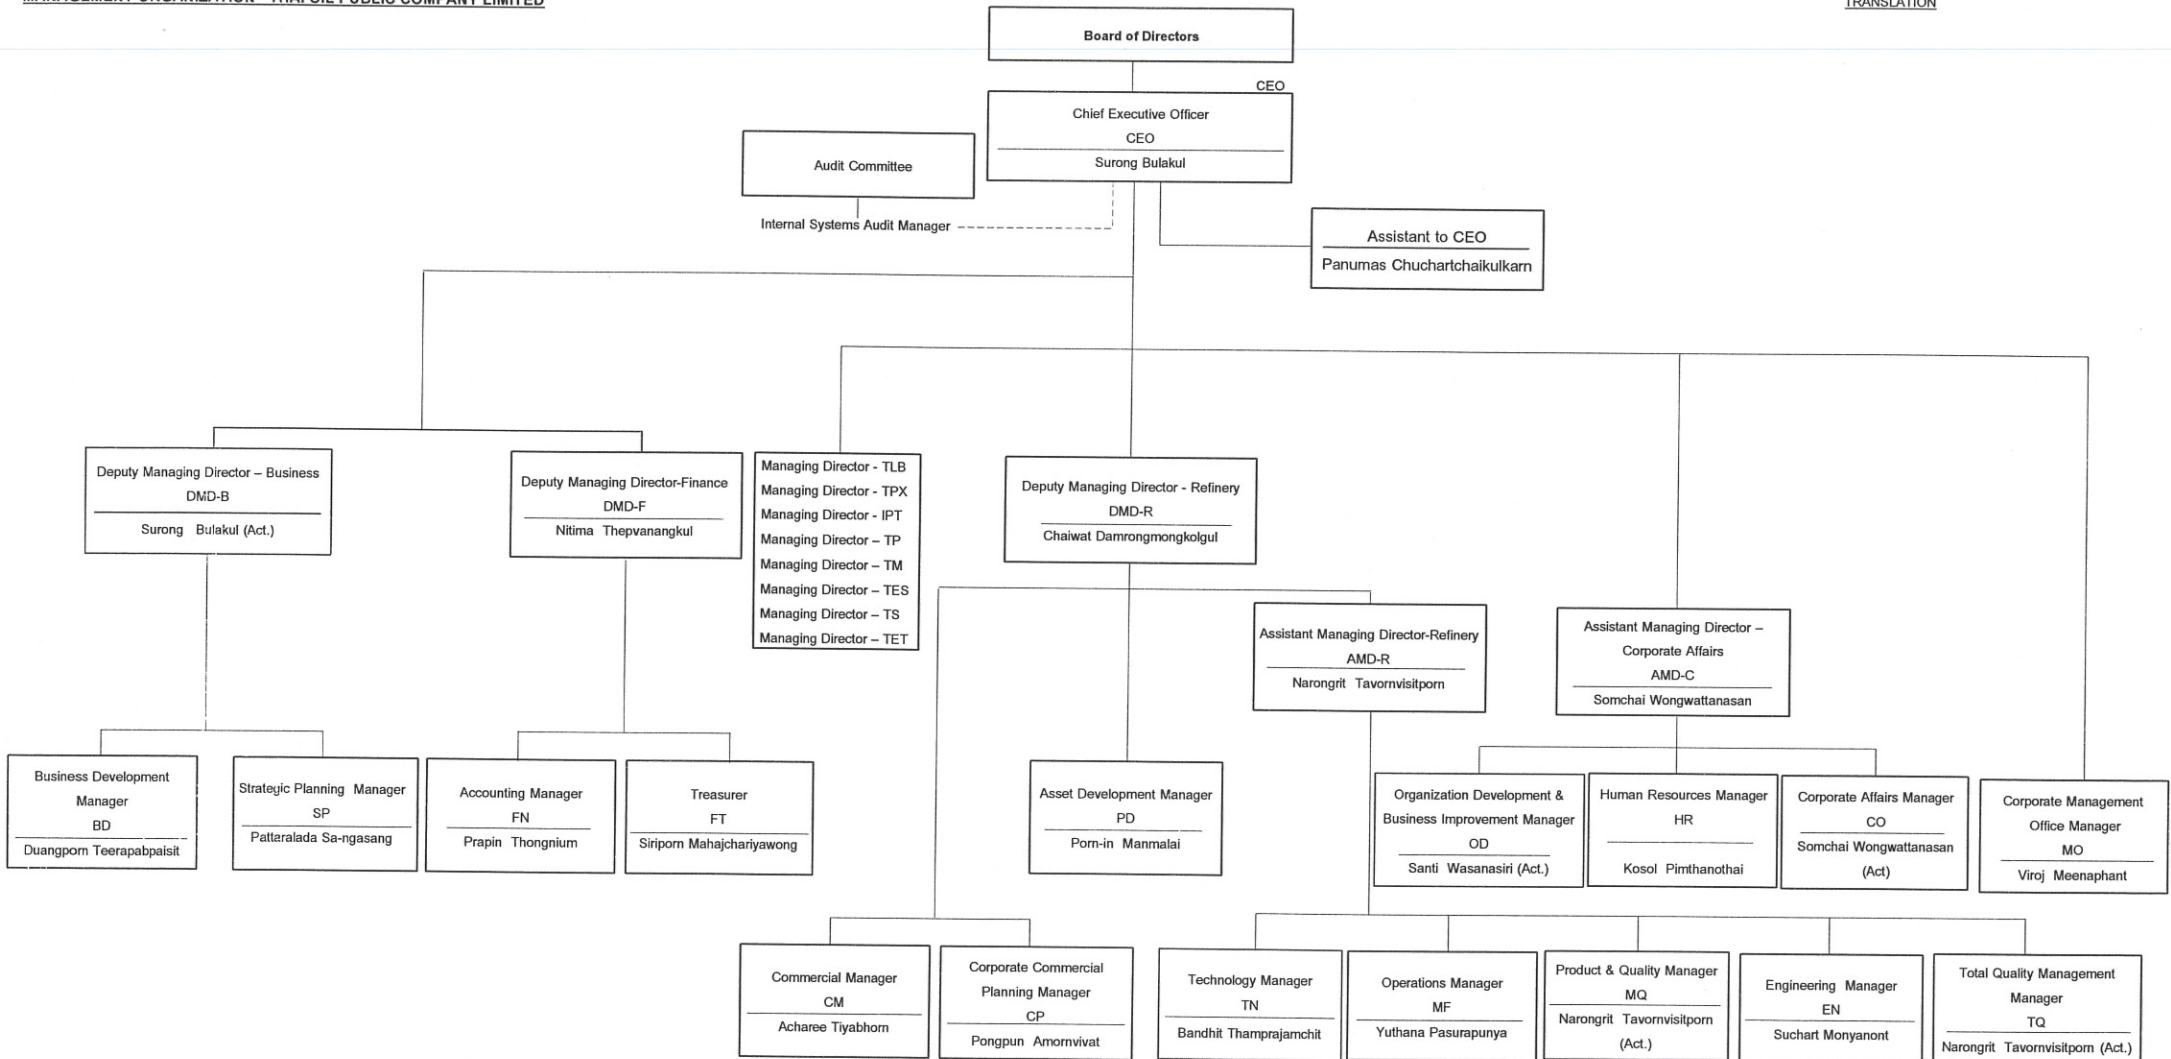 MANAGEMENT ORGANIZATION - THAI OIL PUBLIC COMPANY LIMITED
TRANSLATION
Board of Directors
CEO
Chief Executive Officer
CEO
Surong Bulakul
Audit Committee
Internal Systems Audit Manager
Assistant to CEO
Panumas Chuchartchaikulkarn
Deputy Managing Director – Business
DMD-B
Surong Bulakul (Act.)
Deputy Managing Director-Finance
DMD-F
Nitima Thepvanangkul
Managing Director - TLB
Managing Director - TPX
Managing Director - IPT
Managing Director – TP
Managing Director – TM
Managing Director – TES
Managing Director – TS
Managing Director – TET
Deputy Managing Director - Refinery
DMD-R
Chaiwat Damrongmongkolgul
Assistant Managing Director-Refinery
AMD-R
Narongrit Tavornvisitporn
Assistant Managing Director –
Corporate Affairs
AMD-C
Somchai Wongwattanasan
Business Development
Manager
BD
Duangporn Teerapabpaisit
Strategic Planning Manager
SP
Pattaralada Sa-ngasang
Accounting Manager
FN
Prapin Thongnium
Treasurer
FT
Siriporn Mahajchariyawong
Asset Development Manager
PD
Porn-in Manmalai
Organization Development &
Business Improvement Manager
OD
Santi Wasanasiri (Act.)
Human Resources Manager
HR
Kosol Pimthanothai
Corporate Affairs Manager
CO
Somchai Wongwattanasan
(Act)
Corporate Management
Office Manager
MO
Viroj Meenaphant
Commercial Manager
CM
Acharee Tiyabhorn
Corporate Commercial
Planning Manager
CP
Pongpun Amornvivat
Technology Manager
TN
Bandhit Thamprajamchit
Operations Manager
MF
Yuthana Pasurapunya
Product & Quality Manager
MQ
Narongrit Tavornvisitporn
(Act.)
Engineering Manager
EN
Suchart Monyanont
Total Quality Management
Manager
TQ
Narongrit Tavornvisitporn (Act.)